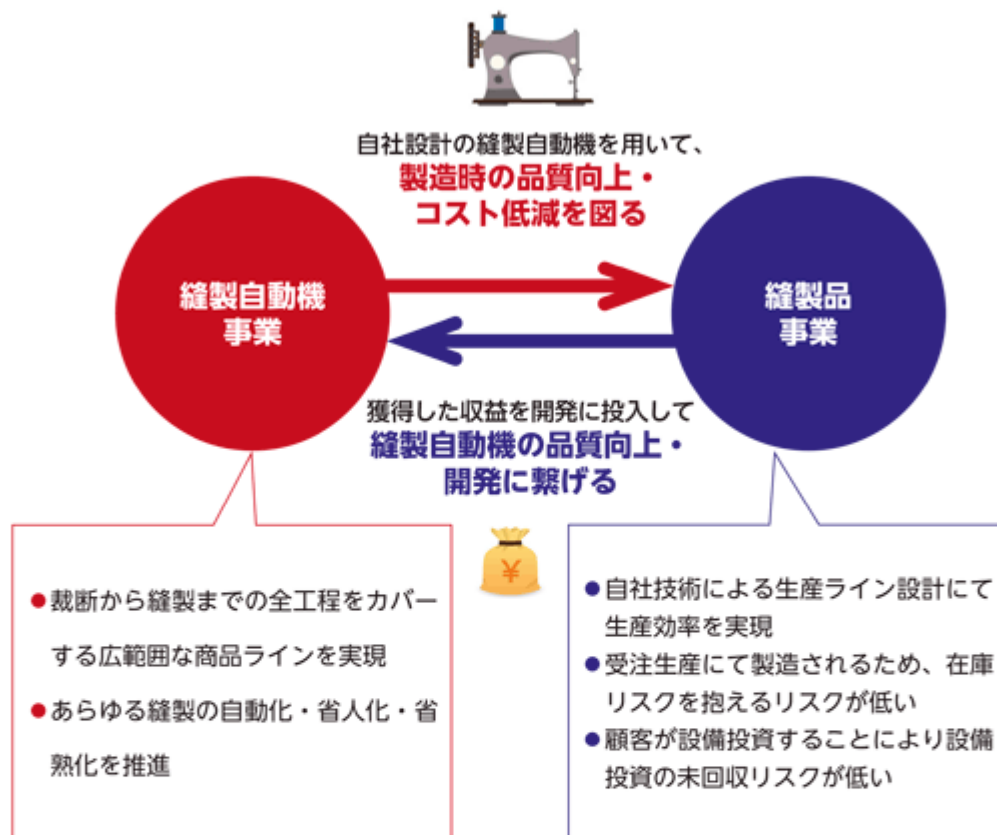 自社設計の縫製自動機を用いて、
製造時の品質向上・
コスト低減を図る
縫製自動機
事業
縫製品
事業
獲得した収益を開発に投入して
縫製自動機の品質向上・
開発に繋げる
¥
●裁断から縫製までの全工程をカバー
する広範囲な商品ラインを実現
●あらゆる縫製の自動化・省人化・省
熟化を推進
●自社技術による生産ライン設計にて
生産効率を実現
●受注生産にて製造されるため、在庫
リスクを抱えるリスクが低い
●顧客が設備投資することにより設備
投資の未回収リスクが低い